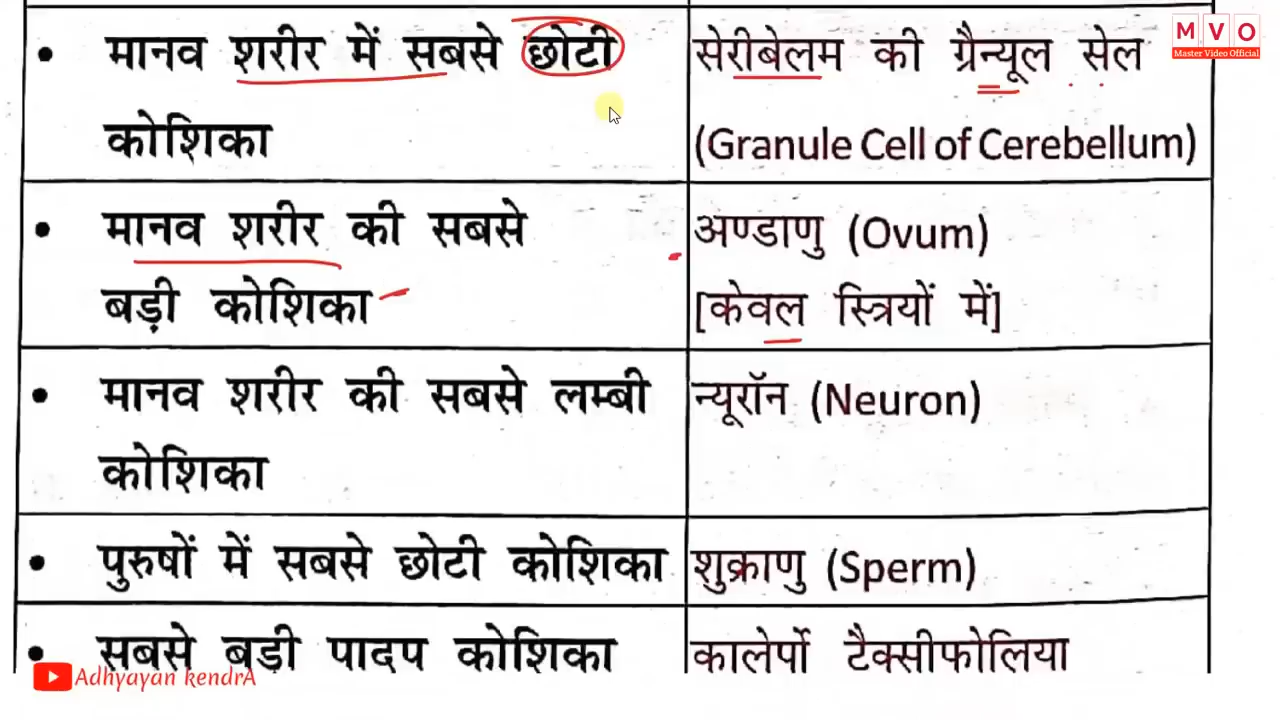 M V O
Master Video Official
• मानव शरीर में सबसे छोटी
कोशिका
सेरीबेलम की ग्रैन्यूल सेल
(Granule Cell of Cerebellum)
• मानव शरीर की सबसे
बड़ी कोशिका
अण्डाणु (Ovum)
[केवल स्त्रियों में]
• मानव शरीर की सबसे लम्बी
कोशिका
न्यूरॉन (Neuron)
• पुरुषों में सबसे छोटी कोशिका
शुक्राणु (Sperm)
• सबसे बडी पादप कोशिका
कालेर्पो टैक्सीफोलिया
Adhyayan kendrA